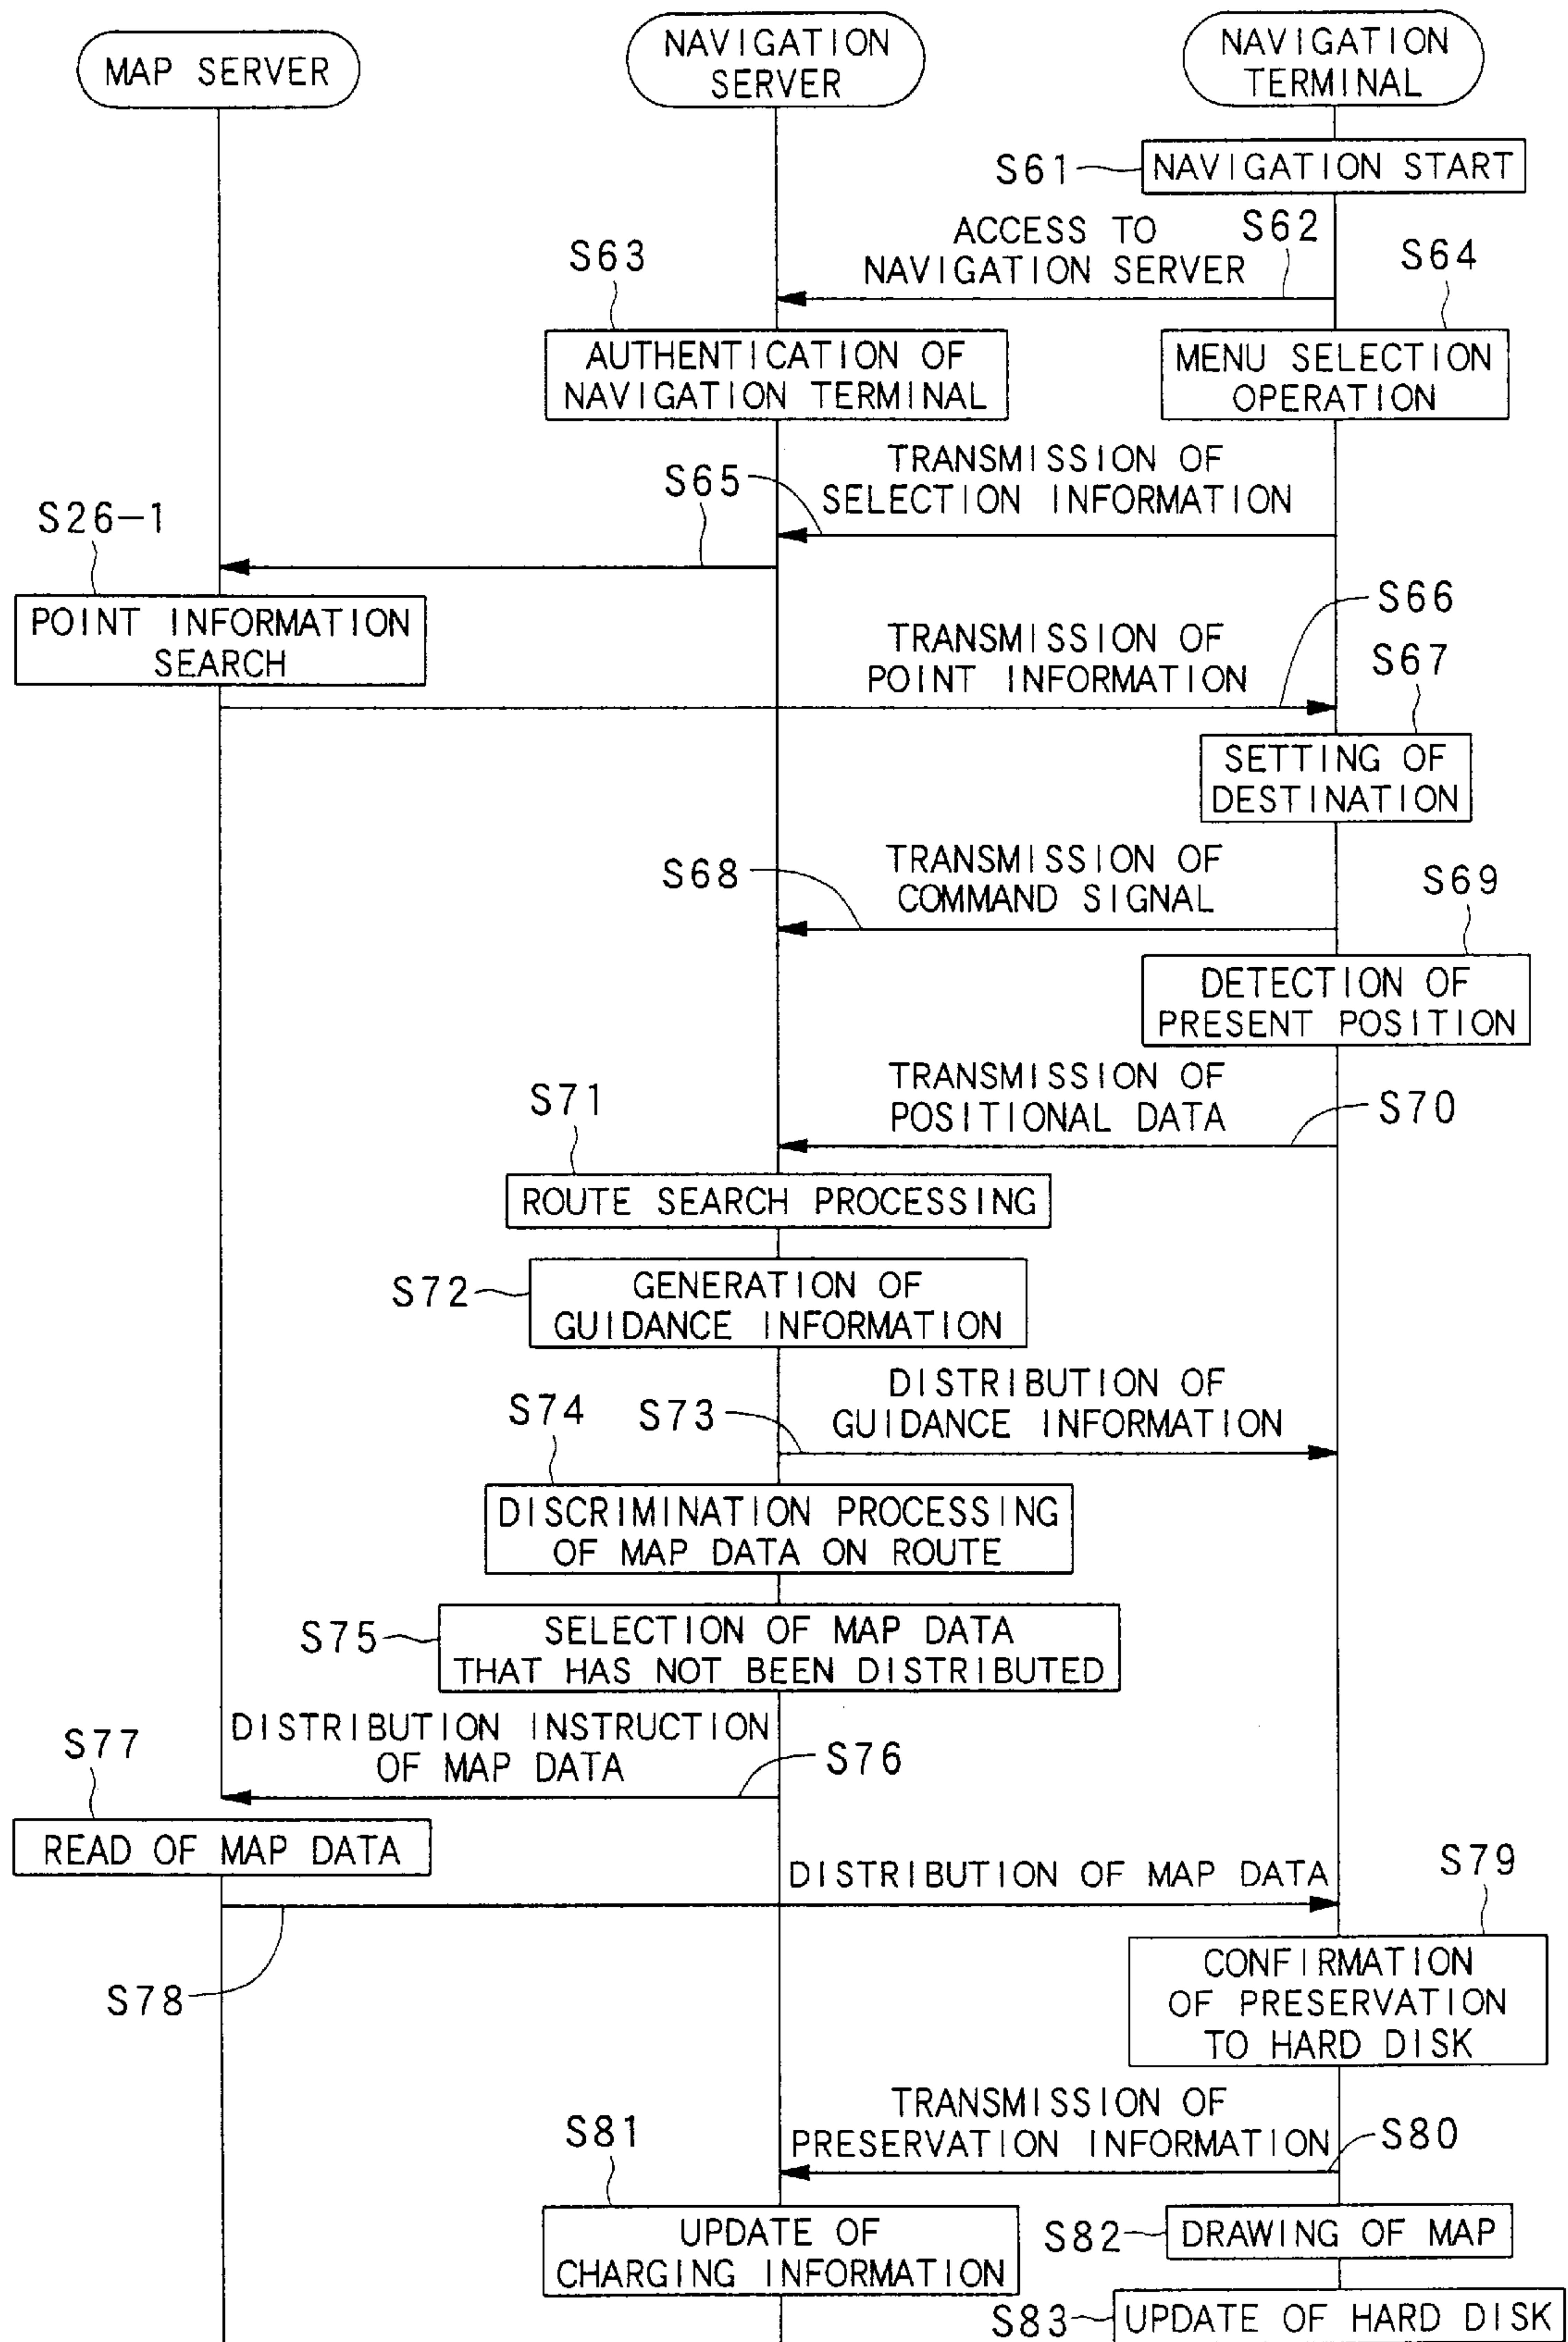 MAP SERVER
NAVIGATION
SERVER
NAVIGATION
TERMINAL
S61
NAVIGATION START
ACCESS TO
NAVIGATION SERVER
S62
S63
S64
AUTHENTICATION OF
NAVIGATION TERMINAL
MENU SELECTION
OPERATION
TRANSMISSION OF
SELECTION INFORMATION
S65
S26-1
POINT INFORMATION
SEARCH
TRANSMISSION OF
POINT INFORMATION
S66
S67
SETTING OF
DESTINATION
TRANSMISSION OF
COMMAND SIGNAL
S68
S69
DETECTION OF
PRESENT POSITION
TRANSMISSION OF
POSITIONAL DATA
S70
S71
ROUTE SEARCH PROCESSING
S72
GENERATION OF
GUIDANCE INFORMATION
DISTRIBUTION OF
GUIDANCE INFORMATION
S74
S73
DISCRIMINATION PROCESSING
OF MAP DATA ON ROUTE
S75
SELECTION OF MAP DATA
THAT HAS NOT BEEN DISTRIBUTED
DISTRIBUTION INSTRUCTION
OF MAP DATA
S77
S76
READ OF MAP DATA
DISTRIBUTION OF MAP DATA
S79
S78
CONFIRMATION
OF PRESERVATION
TO HARD DISK
TRANSMISSION OF
PRESERVATION INFORMATION
S80
S81
UPDATE OF
CHARGING INFORMATION
S82
DRAWING OF MAP
S83
UPDATE OF HARD DISK